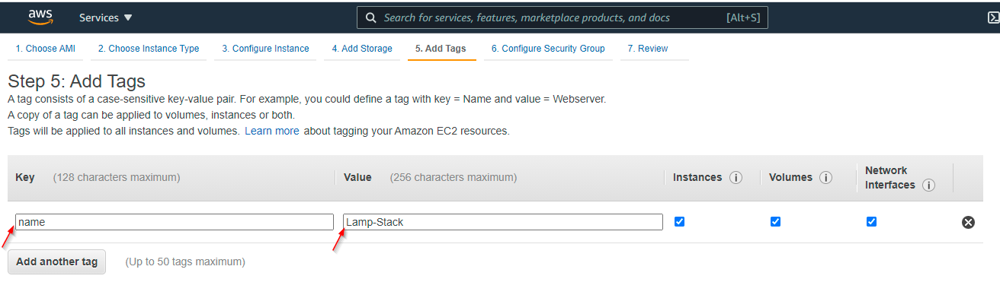 aws Services Search for services, features, marketplace products, and docs [Alt+S]
1. Choose AMI 2. Choose Instance Type 3. Configure Instance 4. Add Storage 5. Add Tags 6. Configure Security Group 7. Review
Step 5: Add Tags
A tag consists of a case-sensitive key-value pair. For example, you could define a tag with key = Name and value = Webserver.
A copy of a tag can be applied to volumes, instances or both.
Tags will be applied to all instances and volumes. Learn more about tagging your Amazon EC2 resources.
Key (128 characters maximum) Value (256 characters maximum) Instances i Volumes i Network
Interfaces i
name Lamp-Stack
Add another tag (Up to 50 tags maximum)